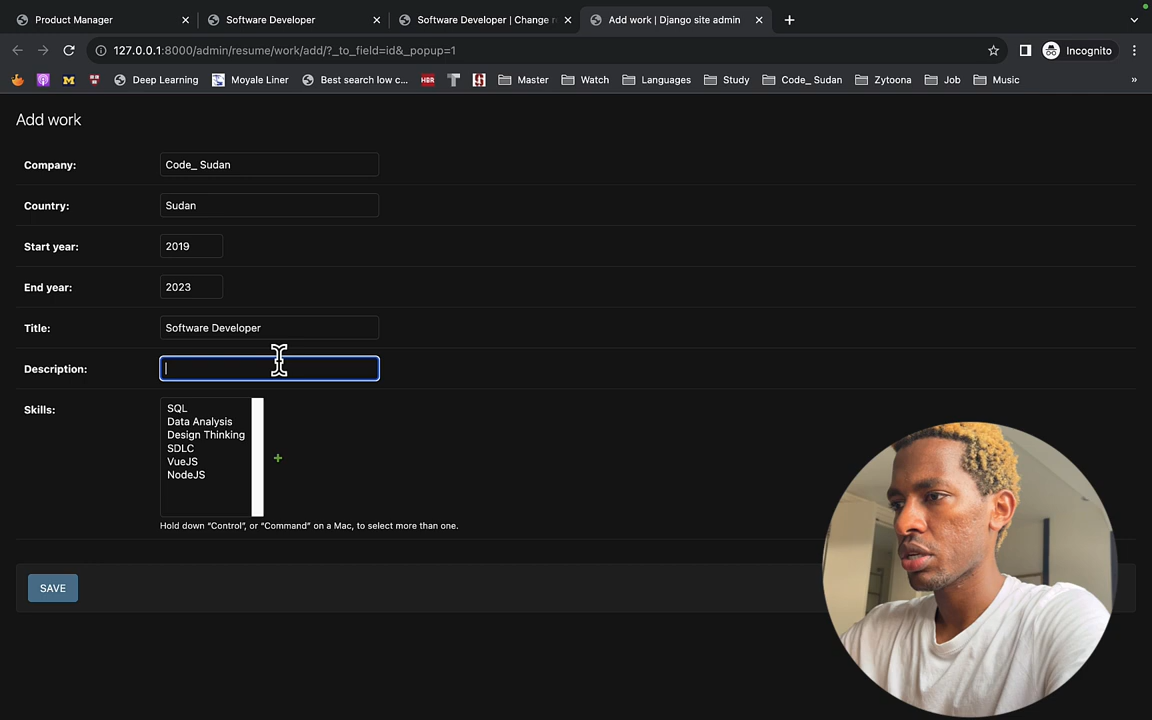 Product Manager
Software Developer
Software Developer | Change r
Add work | Django site admin
127.0.0.1:8000/admin/resume/work/add/?_to_field=id&_popup=1
Incognito
M
Deep Learning
Moyale Liner
Best search low c...
HBR
Master
Watch
Languages
Study
Code_ Sudan
Zytoona
Job
Music
»
Add work
Company:
Code_ Sudan
Country:
Sudan
Start year:
2019
End year:
2023
Title:
Software Developer
Description:
Skills:
SQL
Data Analysis
Design Thinking
SDLC
VueJS
NodeJS
Hold down “Control”, or “Command” on a Mac, to select more than one.
SAVE